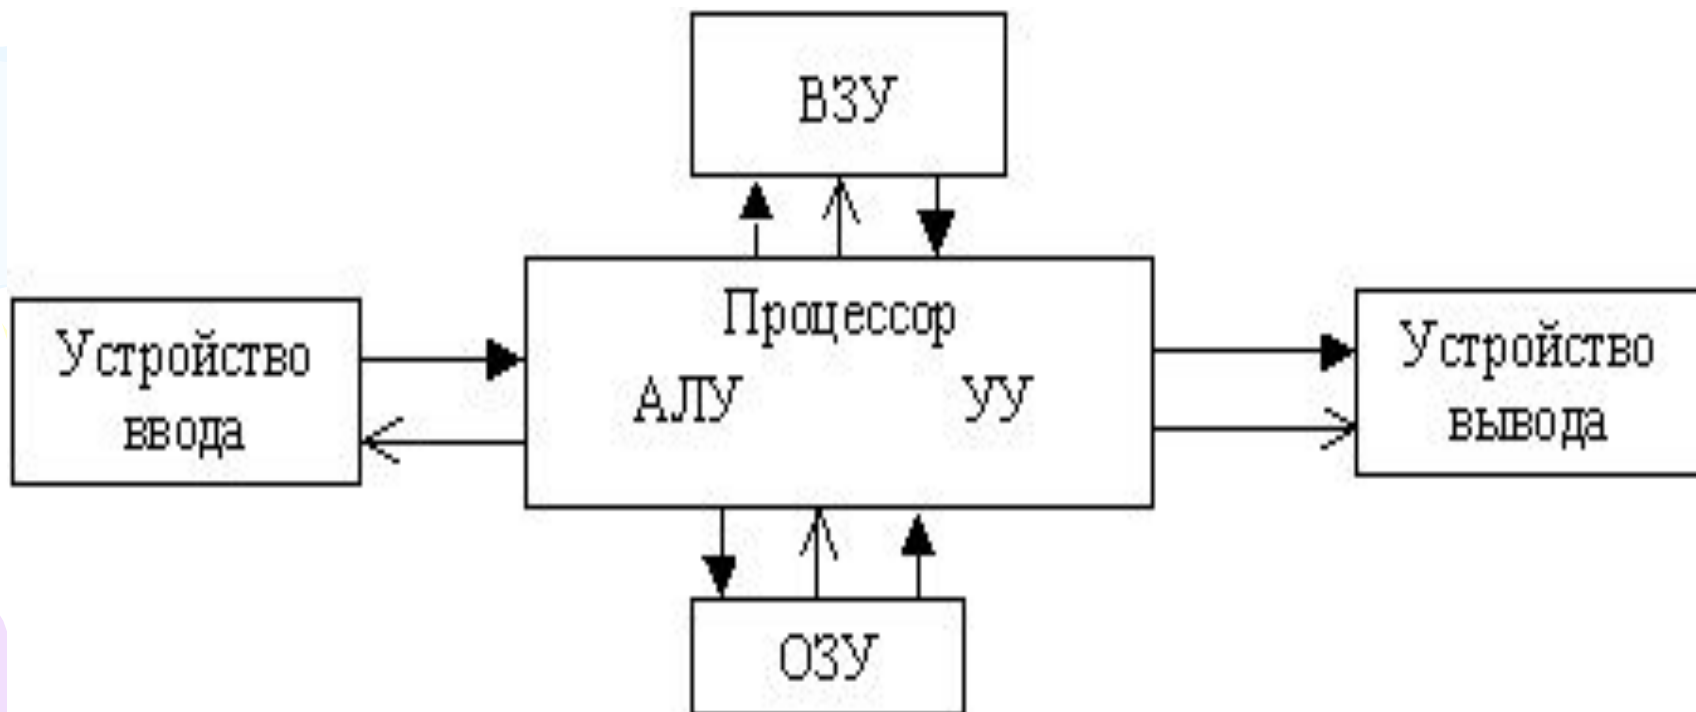 ВЗУ
Процессор
АЛУ УУ
Устройство
ввода
Устройство
вывода
ОЗУ